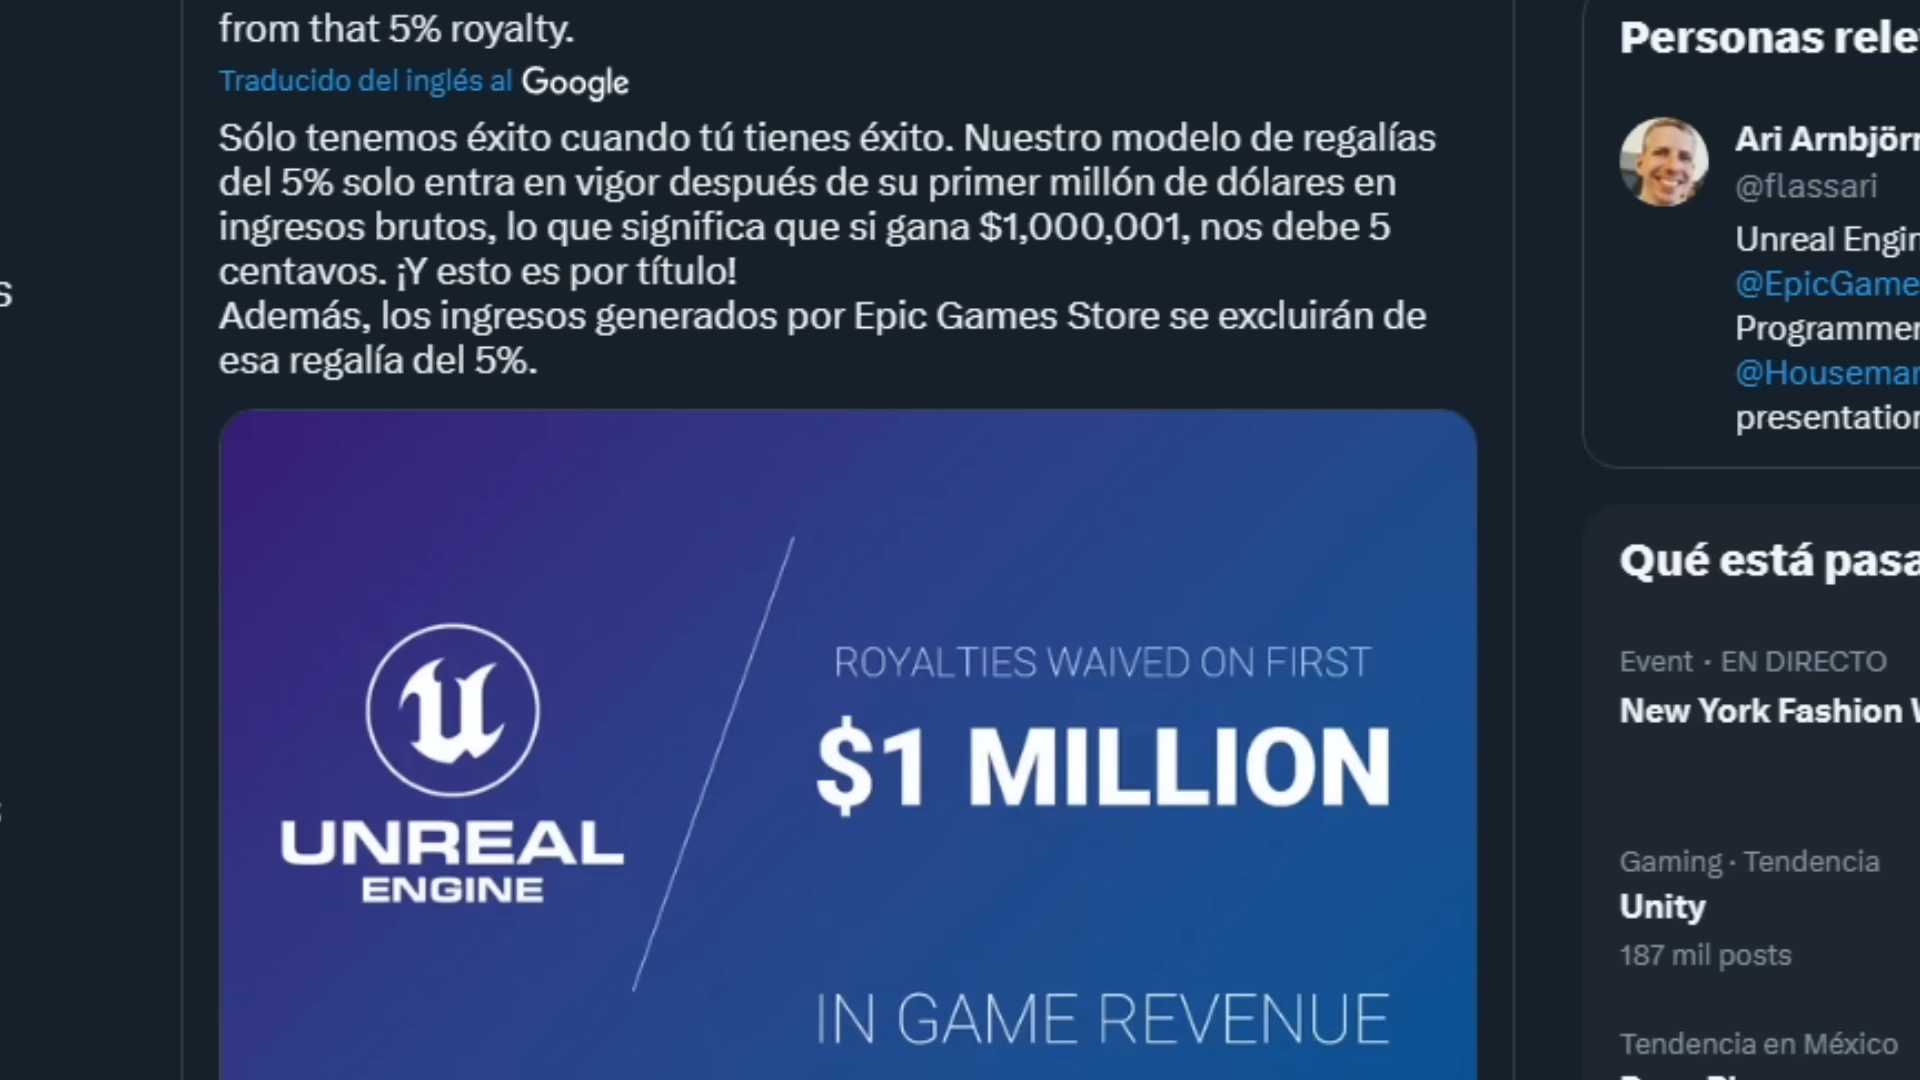 from that 5% royalty.
Traducido del inglés al Google
Sólo tenemos éxito cuando tú tienes éxito. Nuestro modelo de regalías
del 5% solo entra en vigor después de su primer millón de dólares en
ingresos brutos, lo que significa que si gana $1,000,001, nos debe 5
centavos. ¡Y esto es por título!
Además, los ingresos generados por Epic Games Store se excluirán de
esa regalía del 5%.
UNREAL
ENGINE
ROYALTIES WAIVED ON FIRST
$1 MILLION
IN GAME REVENUE
Personas rele
Ari Arnbjörn
@flassari
Unreal Engin
@EpicGame
Programmer
@Housemar
presentation
Qué está pasa
Event · EN DIRECTO
New York Fashion W
Gaming · Tendencia
Unity
187 mil posts
Tendencia en México